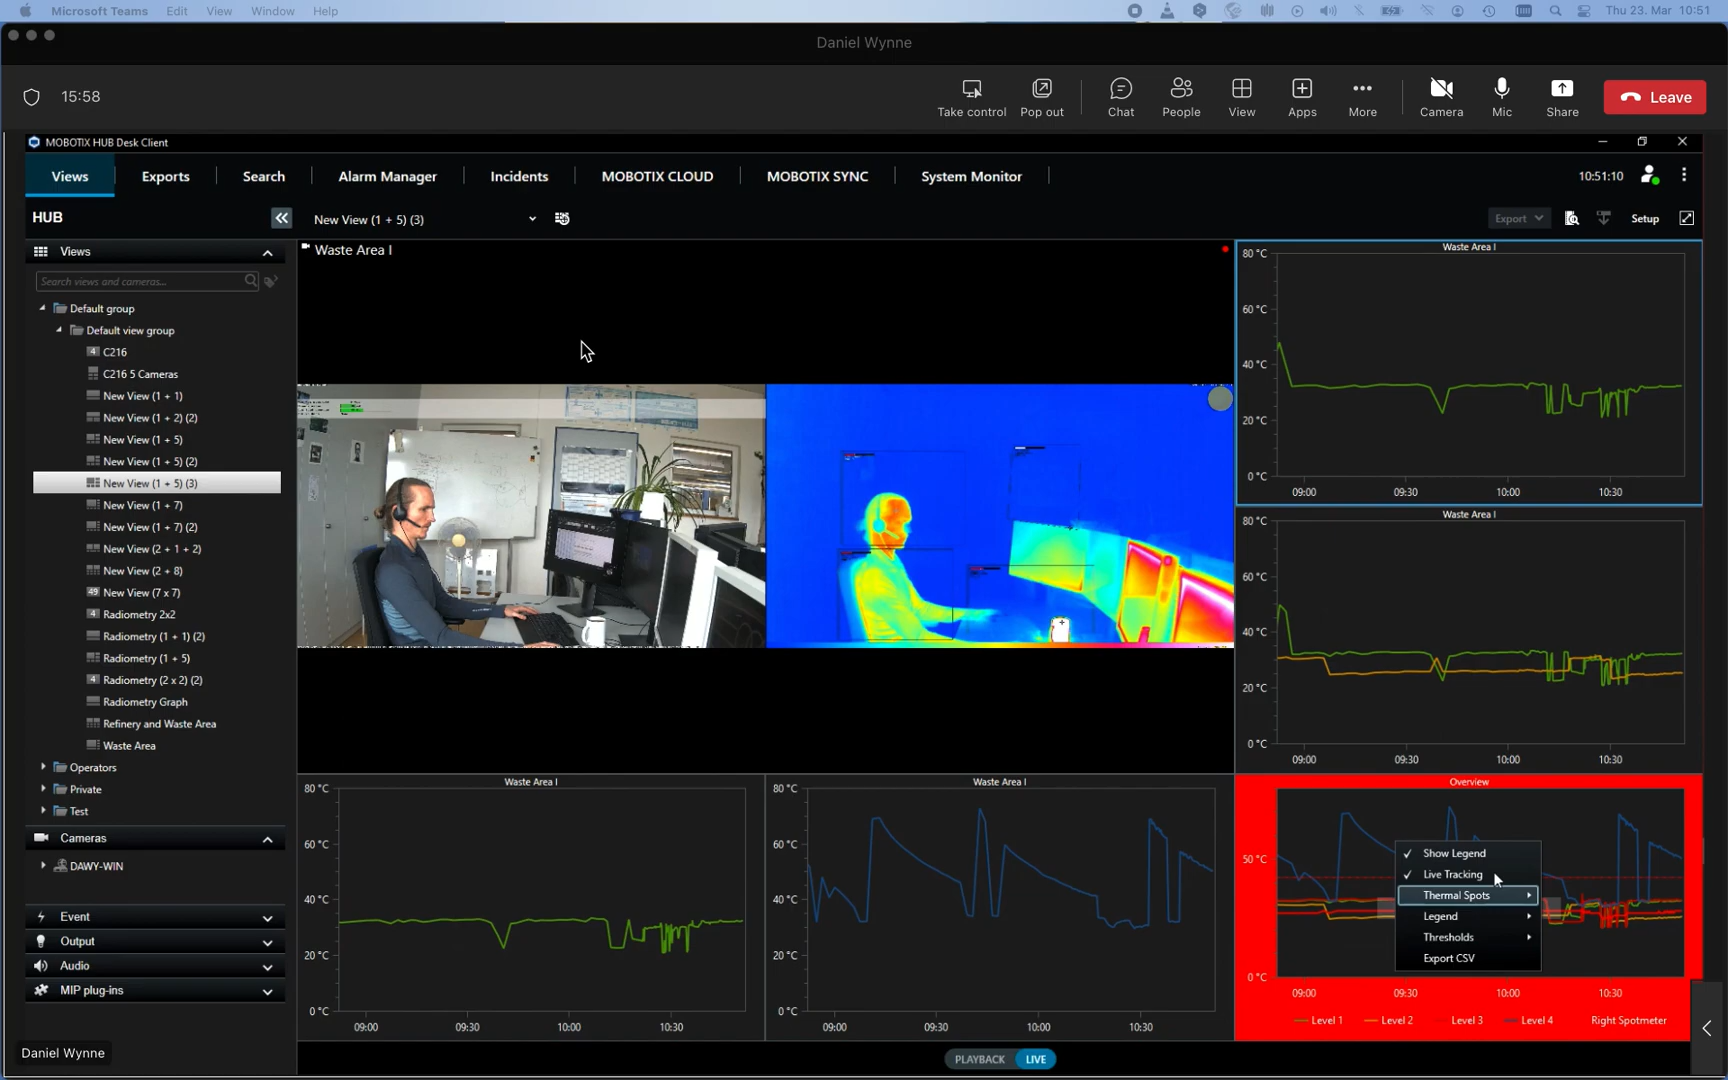 Microsoft Teams Edit View Window Help Thu 23. Mar 10:51
Daniel Wynne
15:58 Take control Pop out Chat People View Apps More Camera Mic Share Leave
MOBOTIX HUB Desk Client
Views Exports Search Alarm Manager Incidents MOBOTIX CLOUD MOBOTIX SYNC System Monitor 10:51:10
HUB New View (1 + 5) (3) Export Setup
Views
Search views and cameras...
Default group
Default view group
4 C216
C216 5 Cameras
New View (1 + 1)
New View (1 + 2) (2)
New View (1 + 5)
New View (1 + 5) (2)
New View (1 + 5) (3)
New View (1 + 7)
New View (1 + 7) (2)
New View (2 + 1 + 2)
New View (2 + 8)
49 New View (7 x 7)
4 Radiometry 2x2
Radiometry (1 + 1) (2)
Radiometry (1 + 5)
4 Radiometry (2 x 2) (2)
Radiometry Graph
Refinery and Waste Area
Waste Area
Operators
Private
Test
Cameras
DAWY-WIN
Event
Output
Audio
MIP plug-ins
Daniel Wynne
Waste Area I
Waste Area I
80 °C
60 °C
40 °C
20 °C
0 °C
09:00 09:30 10:00 10:30
Waste Area I
80 °C
60 °C
40 °C
20 °C
0 °C
09:00 09:30 10:00 10:30
Waste Area I
80 °C
60 °C
40 °C
20 °C
0 °C
09:00 09:30 10:00 10:30
Waste Area I
80 °C
60 °C
40 °C
20 °C
0 °C
09:00 09:30 10:00 10:30
Overview
50 °C
0 °C
Show Legend
Live Tracking
Thermal Spots
Legend
Thresholds
Export CSV
09:00 09:30 10:00 10:30
Level 1 Level 2 Level 3 Level 4 Right Spotmeter
PLAYBACK LIVE